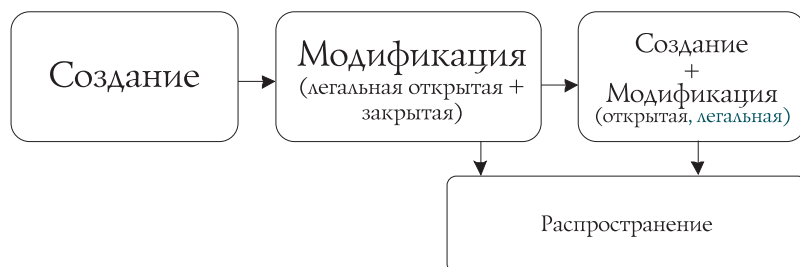 Создание
Модификация
(легальная открытая +
закрытая)
Создание
+
Модификация
(открытая, легальная)
Распространение